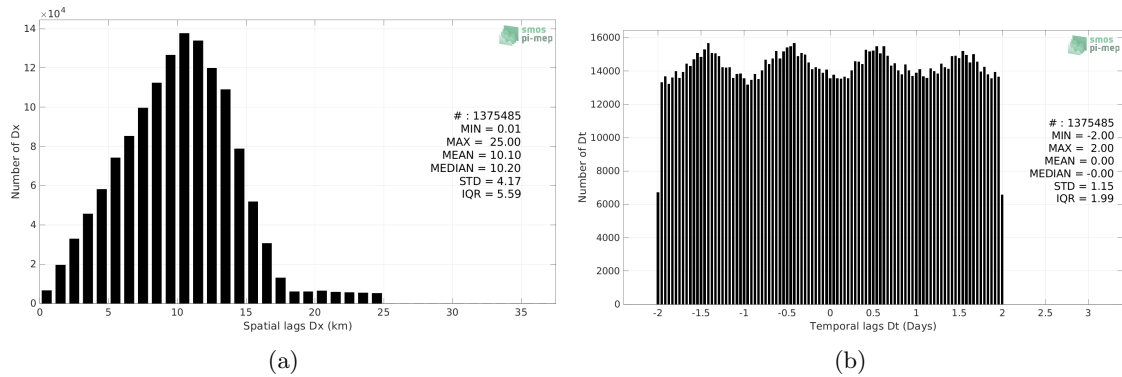 ×10⁴
14
12
10
8
6
4
2
0
Number of Dx
0 5 10 15 20 25 30 35
Spatial lags Dx (km)
smos
pi-mep
# : 1375485
MIN = 0.01
MAX = 25.00
MEAN = 10.10
MEDIAN = 10.20
STD = 4.17
IQR = 5.59
(a)
16000
14000
12000
10000
8000
6000
4000
2000
0
Number of Dt
-2 -1.5 -1 -0.5 0 0.5 1 1.5 2 2.5 3
Temporal lags Dt (Days)
smos
pi-mep
# : 1375485
MIN = -2.00
MAX = 2.00
MEAN = 0.00
MEDIAN = -0.00
STD = 1.15
IQR = 1.99
(b)